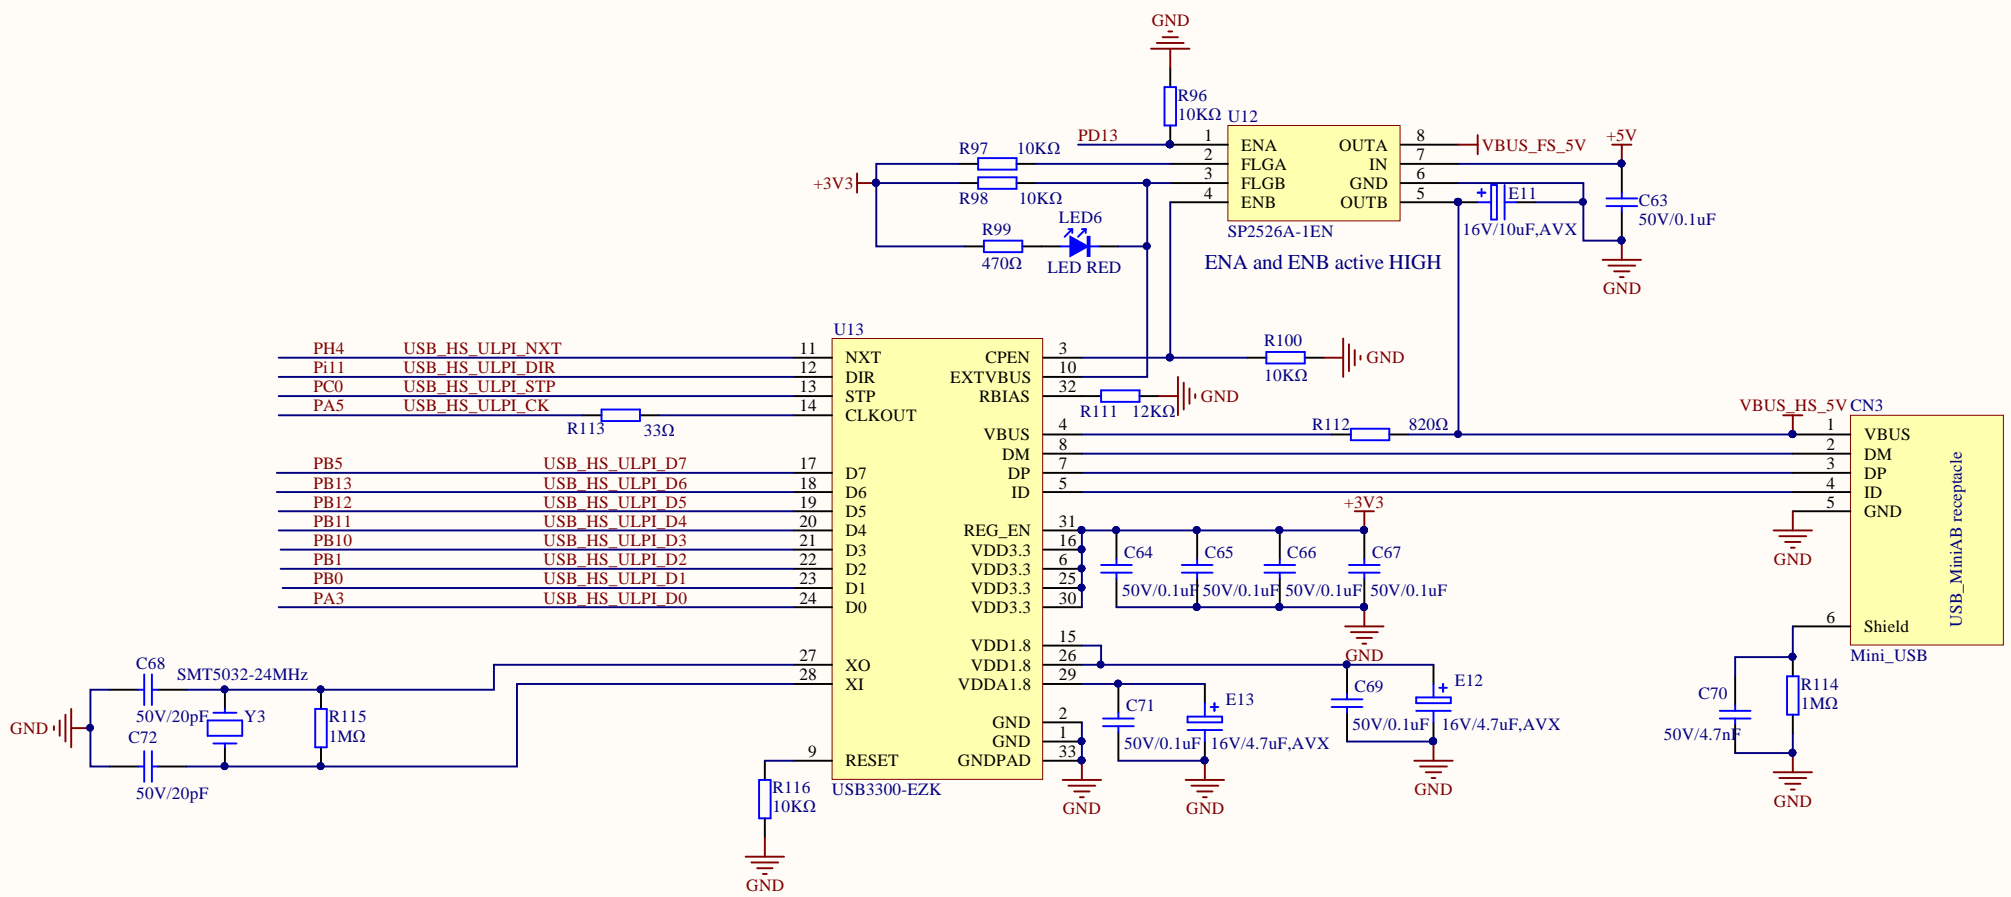 GND
R96
10KΩ
U12
PD13
1
ENA
OUTA
8
VBUS_FS_5V
+5V
R97
10KΩ
2
FLGA
IN
7
+3V3
3
FLGB
GND
6
R98
10KΩ
4
ENB
OUTB
5
E11
16V/10uF,AVX
C63
50V/0.1uF
SP2526A-1EN
R99
470Ω
LED6
LED RED
ENA and ENB active HIGH
GND
U13
PH4
USB_HS_ULPI_NXT
11
NXT
CPEN
3
R100
10KΩ
GND
Pi11
USB_HS_ULPI_DIR
12
DIR
EXTVBUS
10
PC0
USB_HS_ULPI_STP
13
STP
RBIAS
32
R111
12KΩ
GND
PA5
USB_HS_ULPI_CK
14
CLKOUT
R113
33Ω
VBUS
4
R112
820Ω
VBUS_HS_5V
CN3
1
VBUS
DM
8
2
DM
PB5
USB_HS_ULPI_D7
17
D7
DP
7
3
DP
PB13
USB_HS_ULPI_D6
18
D6
ID
5
4
ID
PB12
USB_HS_ULPI_D5
19
D5
5
GND
GND
USB_MiniAB receptacle
PB11
USB_HS_ULPI_D4
20
D4
REG_EN
31
+3V3
PB10
USB_HS_ULPI_D3
21
D3
VDD3.3
16
PB1
USB_HS_ULPI_D2
22
D2
VDD3.3
6
PB0
USB_HS_ULPI_D1
23
D1
VDD3.3
25
PA3
USB_HS_ULPI_D0
24
D0
VDD3.3
30
C64
50V/0.1uF
C65
50V/0.1uF
C66
50V/0.1uF
C67
50V/0.1uF
GND
6
Shield
Mini_USB
VDD1.8
15
27
XO
VDD1.8
26
28
XI
VDDA1.8
29
C68
50V/20pF
SMT5032-24MHz
Y3
R115
1MΩ
GND
C72
50V/20pF
GND
2
GND
1
GNDPAD
33
GND
C71
50V/0.1uF
E13
16V/4.7uF,AVX
GND
C69
50V/0.1uF
E12
16V/4.7uF,AVX
GND
C70
50V/4.7nF
R114
1MΩ
GND
9
RESET
USB3300-EZK
R116
10KΩ
GND